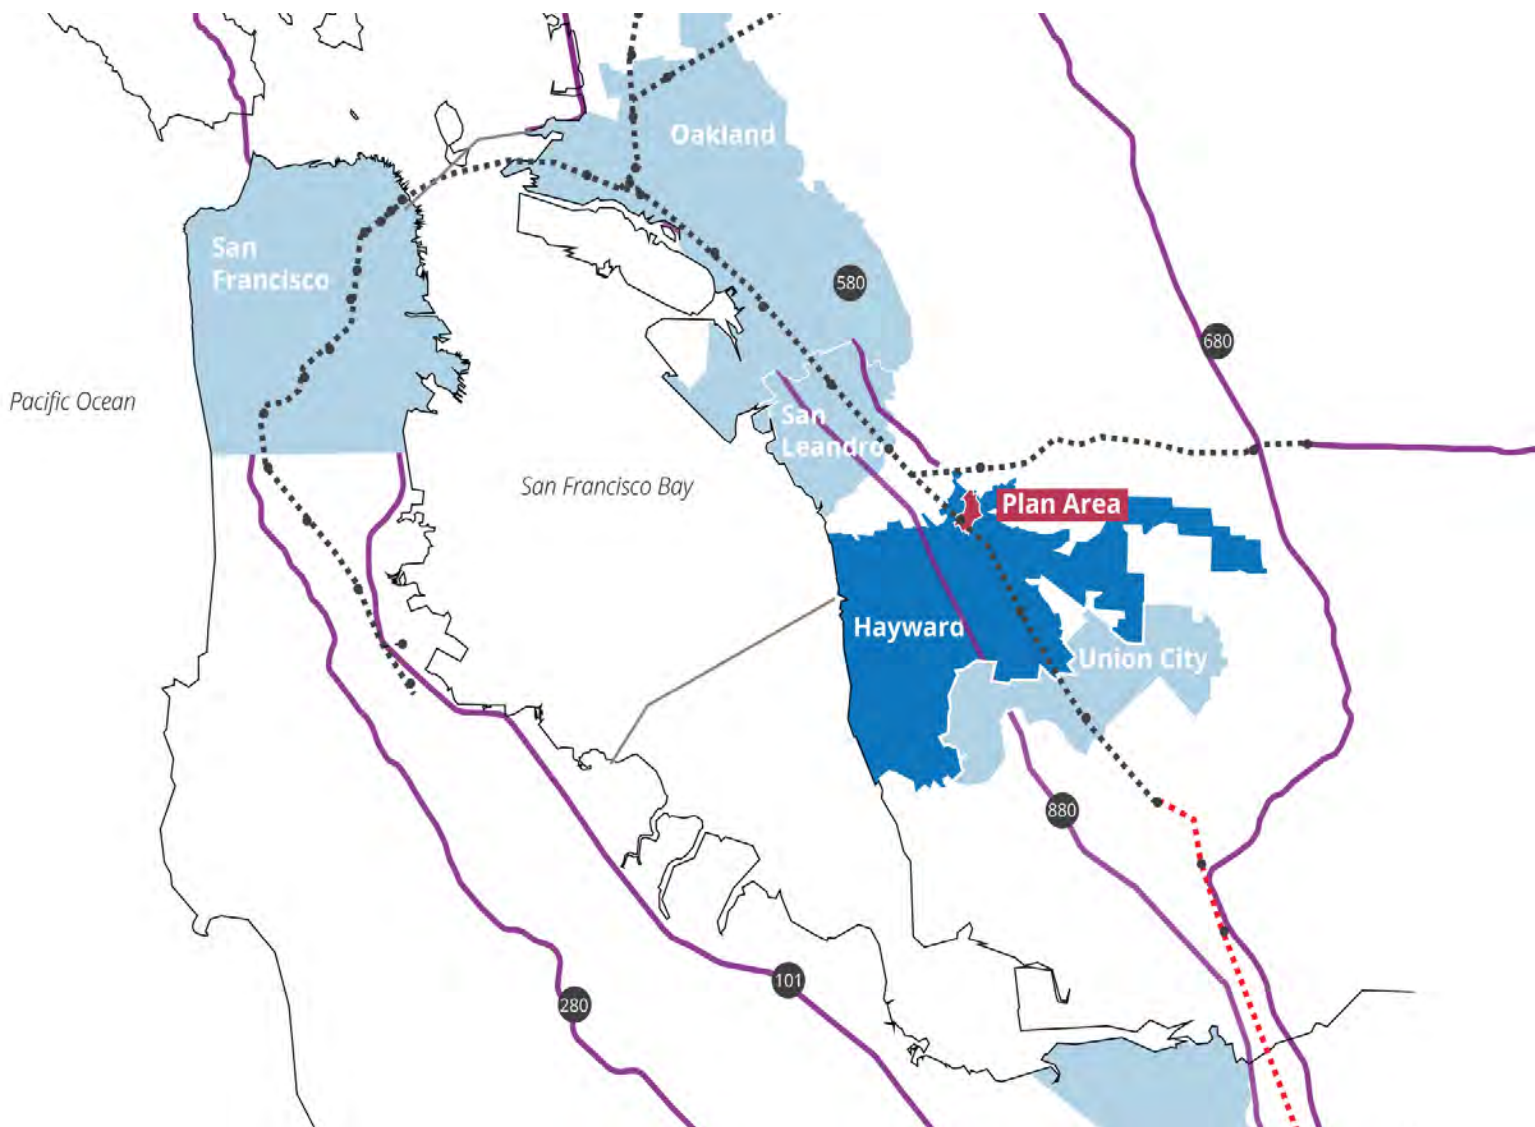 Oakland
San
Francisco
580
680
Pacific Ocean
San
Leandro
San Francisco Bay
Plan Area
Hayward
Union City
880
101
280